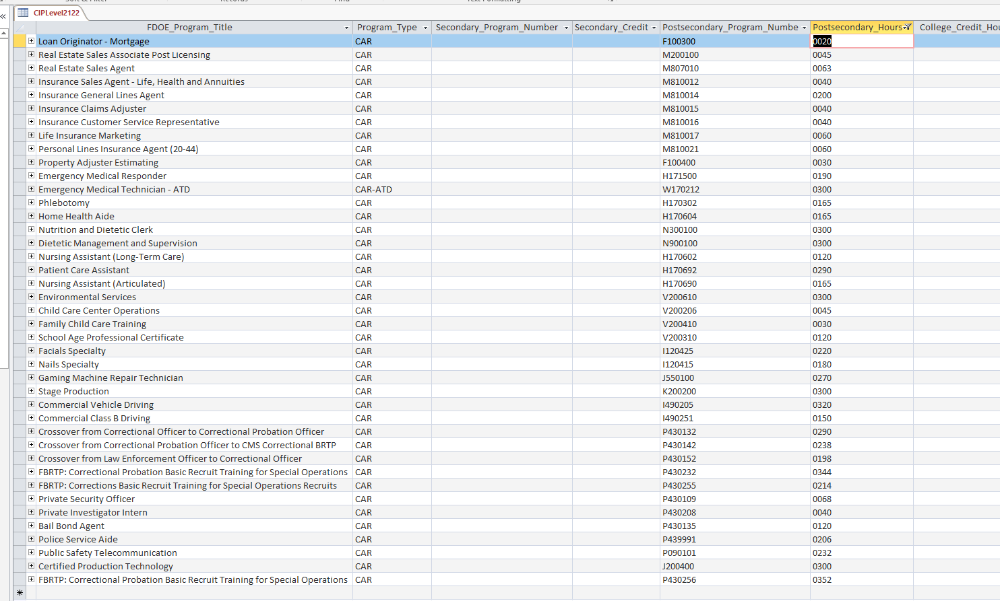 CIPLevel2122
FDOE_Program_Title Program_Type Secondary_Program_Number Secondary_Credit Postsecondary_Program_Numbe Postsecondary_Hours College_Credit_Hou
Loan Originator - Mortgage CAR F100300 0020
Real Estate Sales Associate Post Licensing CAR M200100 0045
Real Estate Sales Agent CAR M807010 0063
Insurance Sales Agent - Life, Health and Annuities CAR M810012 0040
Insurance General Lines Agent CAR M810014 0200
Insurance Claims Adjuster CAR M810015 0040
Insurance Customer Service Representative CAR M810016 0040
Life Insurance Marketing CAR M810017 0060
Personal Lines Insurance Agent (20-44) CAR M810021 0060
Property Adjuster Estimating CAR F100400 0030
Emergency Medical Responder CAR H171500 0190
Emergency Medical Technician - ATD CAR-ATD W170212 0300
Phlebotomy CAR H170302 0165
Home Health Aide CAR H170604 0165
Nutrition and Dietetic Clerk CAR N300100 0300
Dietetic Management and Supervision CAR N900100 0300
Nursing Assistant (Long-Term Care) CAR H170602 0120
Patient Care Assistant CAR H170692 0290
Nursing Assistant (Articulated) CAR H170690 0165
Environmental Services CAR V200610 0300
Child Care Center Operations CAR V200206 0045
Family Child Care Training CAR V200410 0030
School Age Professional Certificate CAR V200310 0120
Facials Specialty CAR I120425 0220
Nails Specialty CAR I120415 0180
Gaming Machine Repair Technician CAR J550100 0270
Stage Production CAR K200200 0300
Commercial Vehicle Driving CAR I490205 0320
Commercial Class B Driving CAR I490251 0150
Crossover from Correctional Officer to Correctional Probation Officer CAR P430132 0290
Crossover from Correctional Probation Officer to CMS Correctional BRTP CAR P430142 0238
Crossover from Law Enforcement Officer to Correctional Officer CAR P430152 0198
FBRTP: Correctional Probation Basic Recruit Training for Special Operations CAR P430232 0344
FBRTP: Corrections Basic Recruit Training for Special Operations Recruits CAR P430255 0214
Private Security Officer CAR P430109 0068
Private Investigator Intern CAR P430208 0040
Bail Bond Agent CAR P430135 0120
Police Service Aide CAR P439991 0206
Public Safety Telecommunication CAR P090101 0232
Certified Production Technology CAR J200400 0300
FBRTP: Correctional Probation Basic Recruit Training for Special Operations CAR P430256 0352